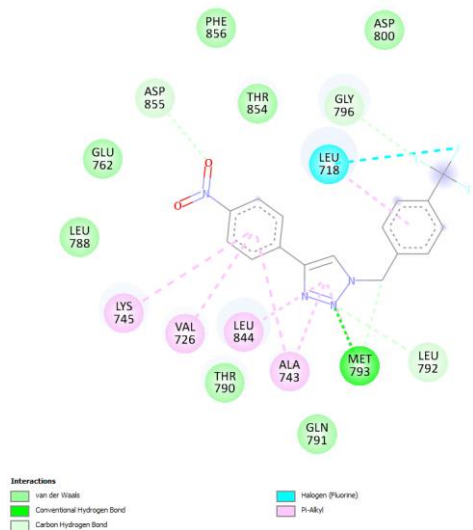 PHE
856
ASP
800
ASP
855
THR
854
GLY
796
GLU
762
LEU
718
LEU
788
LYS
745
VAL
726
LEU
844
ALA
743
MET
793
LEU
792
THR
790
GLN
791
O
N
O
N
N
N
Interactions
van der Waals
Conventional Hydrogen Bond
Carbon Hydrogen Bond
Halogen (Fluorine)
Pi-Alkyl